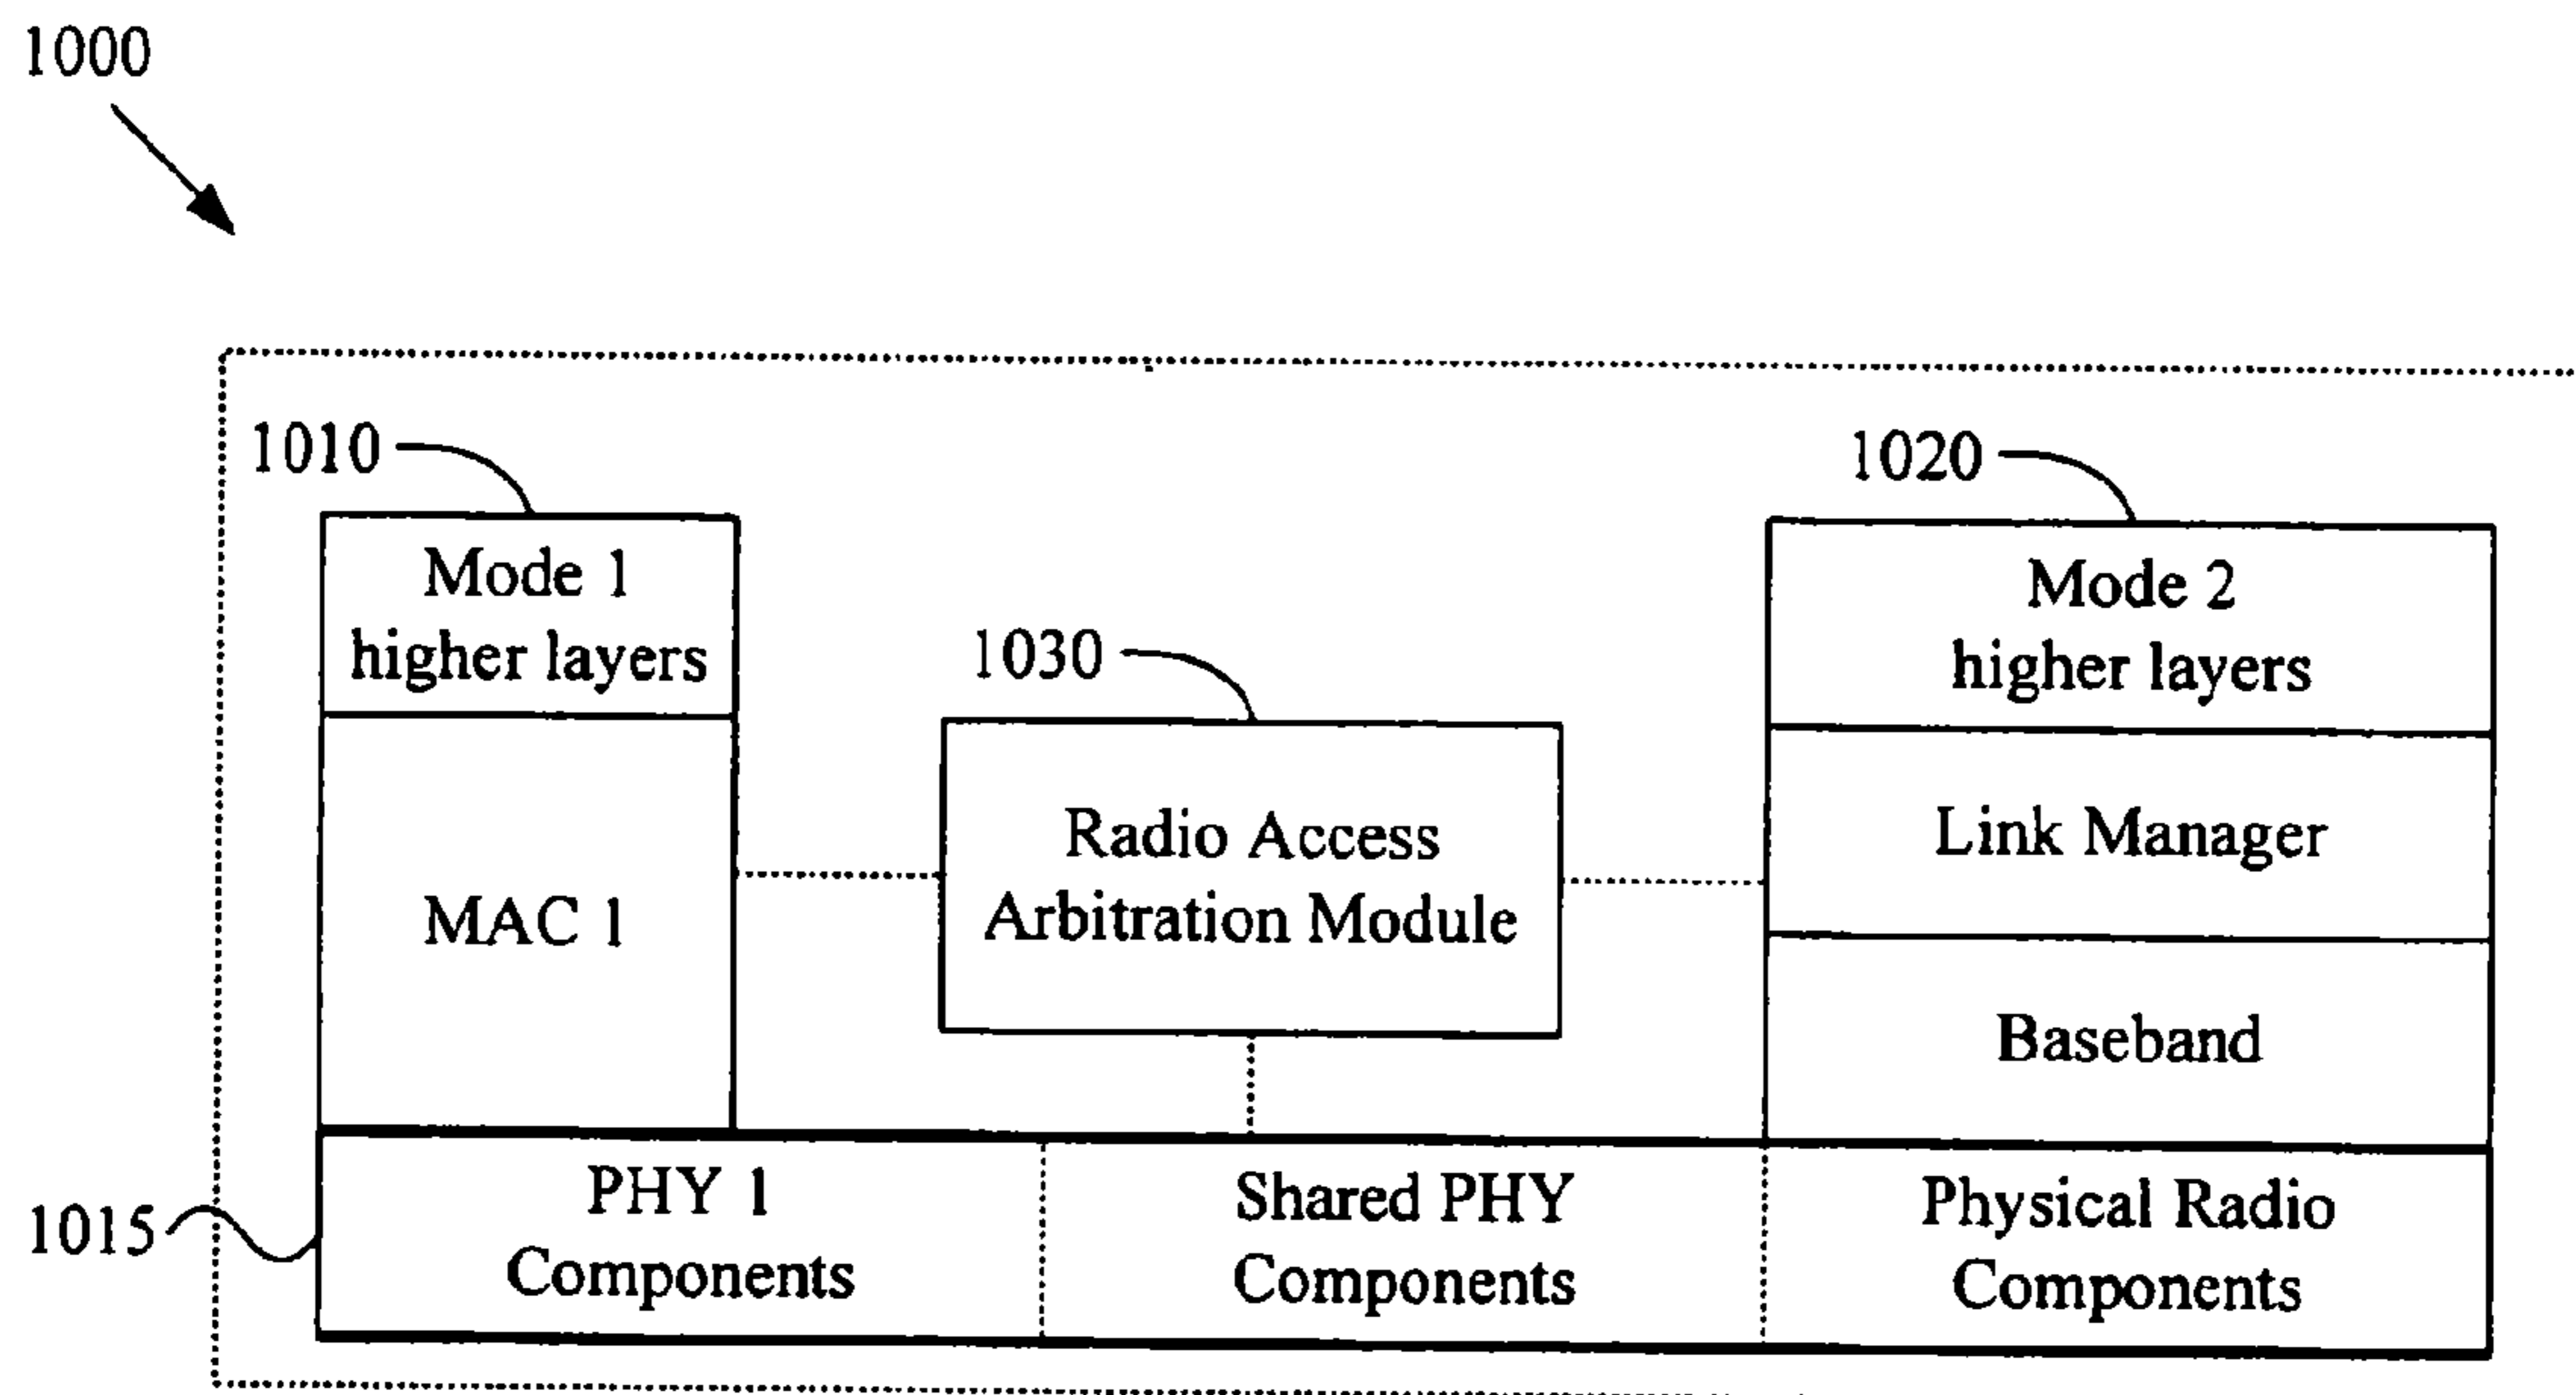 1000
1010
1020
Mode 1
higher layers
Mode 2
higher layers
1030
Radio Access
Arbitration Module
MAC 1
Link Manager
Baseband
1015
PHY 1
Components
Shared PHY
Components
Physical Radio
Components